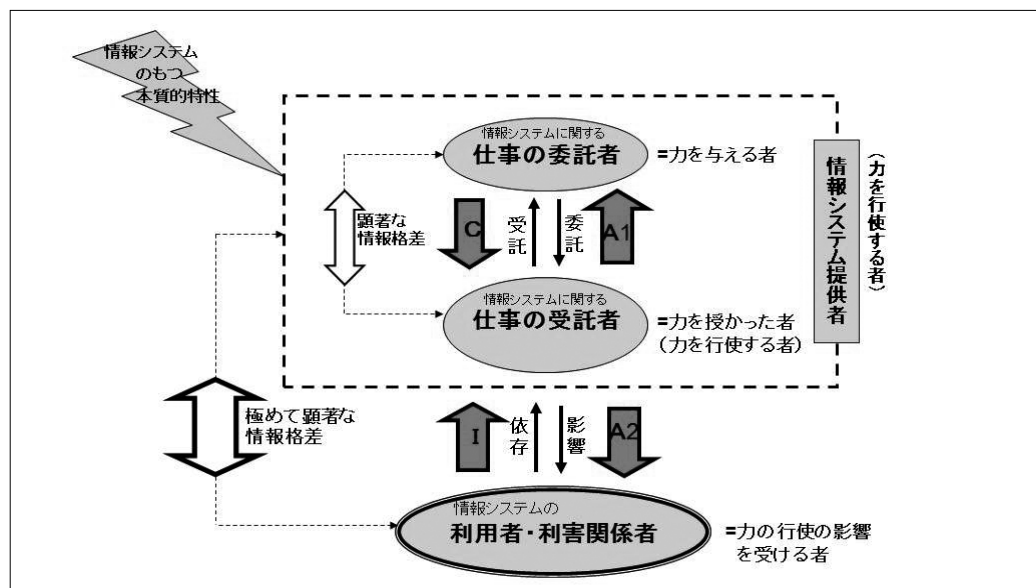 情報システム
のもつ
本質的特性
情報システムに関する
仕事の委託者
=力を与える者
顕著な
情報格差
C
受託
委託
A1
情報システムに関する
仕事の受託者
=力を授かった者
(力を行使する者)
情報システム提供者
(力を行使する者)
極めて顕著な
情報格差
I
依存
影響
A2
情報システムの
利用者・利害関係者
=力の行使の影響
を受ける者